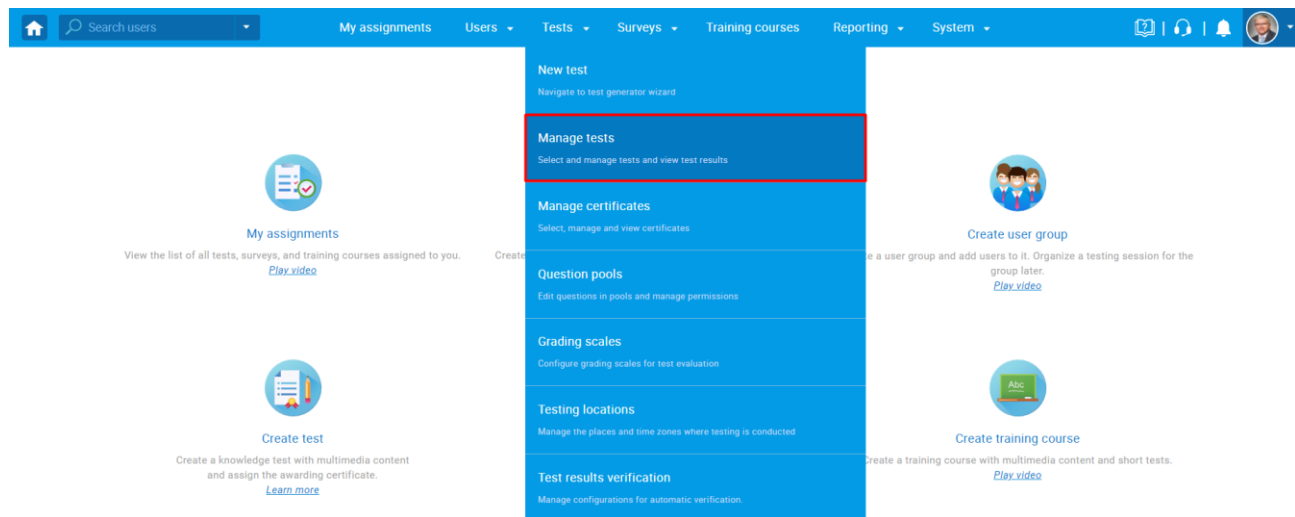 Search users
My assignments
Users
Tests
Surveys
Training courses
Reporting
System
New test
Navigate to test generator wizard
Manage tests
Select and manage tests and view test results
Manage certificates
Select, manage and view certificates
Question pools
Edit questions in pools and manage permissions
Grading scales
Configure grading scales for test evaluation
Testing locations
Manage the places and time zones where testing is conducted
Test results verification
Manage configurations for automatic verification.
My assignments
View the list of all tests, surveys, and training courses assigned to you.
Play video
Create
Create user group
e a user group and add users to it. Organize a testing session for the
group later.
Play video
Create test
Create a knowledge test with multimedia content
and assign the awarding certificate.
Learn more
Abc
Create training course
Create a training course with multimedia content and short tests.
Play video